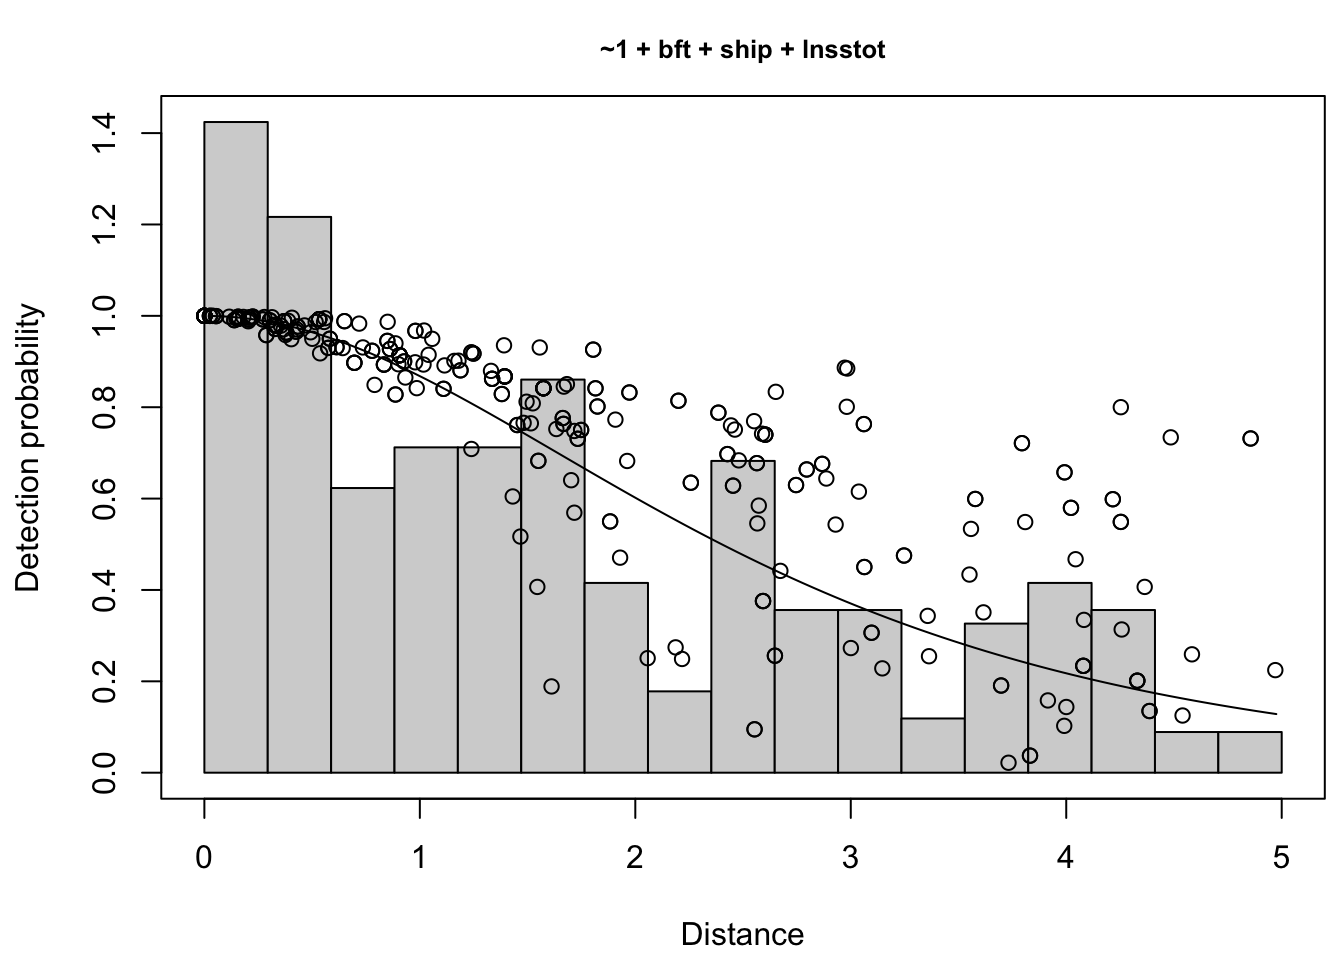 ~1 + bft + ship + lnsstot
Detection probability
1.4
1.2
1.0
0.8
0.6
0.4
0.2
0.0
0 1 2 3 4 5
Distance